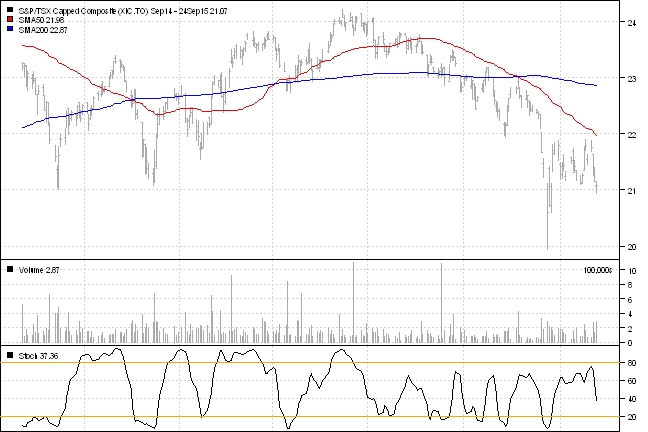 S&P/TSX Capped Composite (XIC.TO) Sep14 - 24Sep15 21.07
SMA50 21.98
SMA200 22.87
24
23
22
21
20
Volume 2.87
100,000s
10
8
6
4
2
0
Stoch 37.36
80
60
40
20